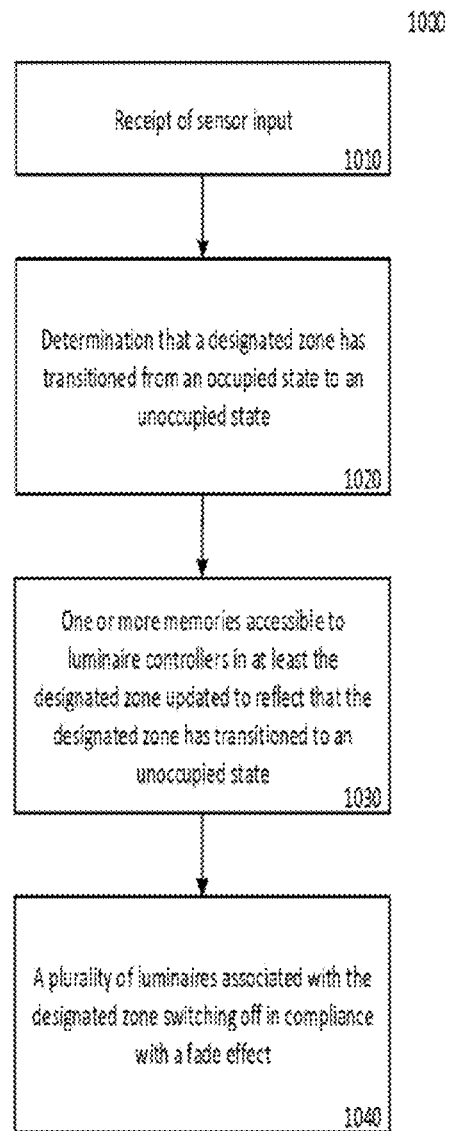 1000
Receipt of sensor input
1010
Determination that a designated zone has
transitioned from an occupied state to an
unoccupied state
1020
One or more memories accessible to
luminaire controllers in at least the
designated zone updated to reflect that the
designated zone has transitioned to an
unoccupied state
1030
A plurality of luminaires associated with the
designated zone switching off in compliance
with a fade effect
1040